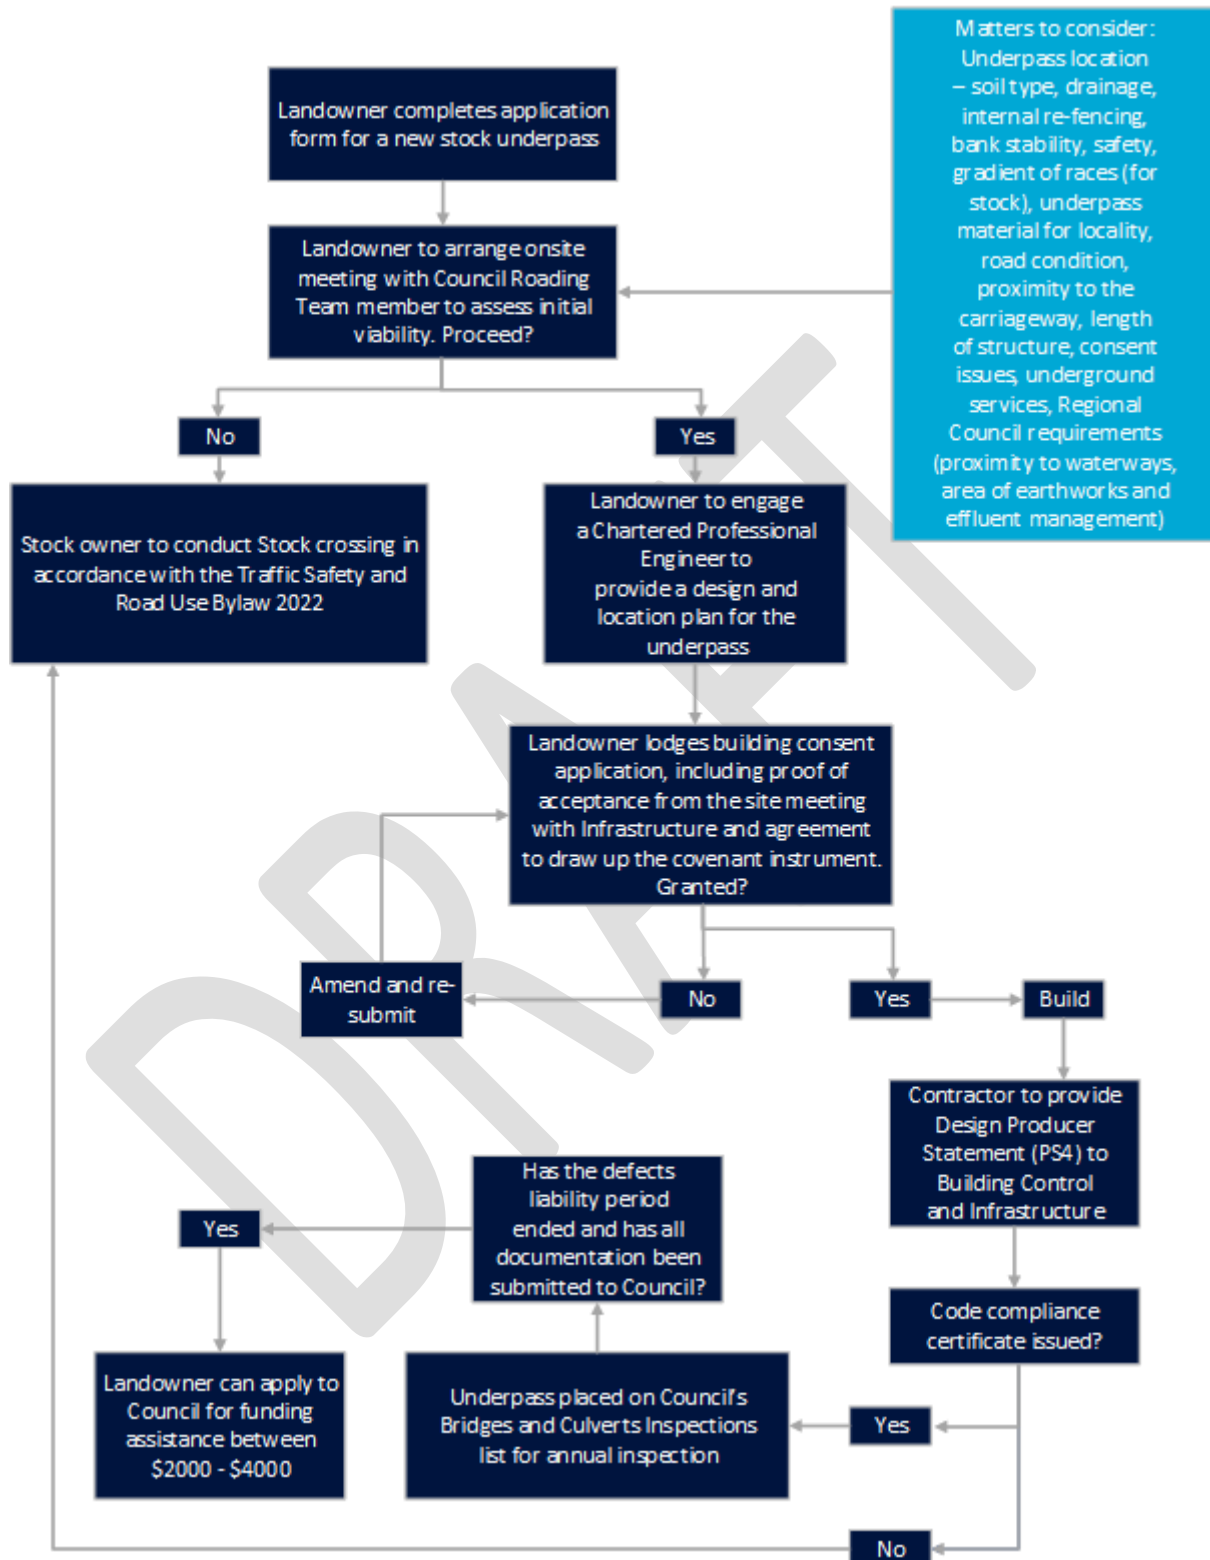 Matters to consider:
Underpass location
– soil type, drainage,
internal re-fencing,
bank stability, safety,
gradient of races (for
stock), underpass
material for locality,
road condition,
proximity to the
carriageway, length
of structure, consent
issues, underground
services, Regional
Council requirements
(proximity to waterways,
area of earthworks and
effluent management)
Landowner completes application
form for a new stock underpass
Landowner to arrange onsite
meeting with Council Roading
Team member to assess initial
viability. Proceed?
No
Yes
Stock owner to conduct Stock crossing in
accordance with the Traffic Safety and
Road Use Bylaw 2022
Landowner to engage
a Chartered Professional
Engineer to
provide a design and
location plan for the
underpass
Landowner lodges building consent
application, including proof of
acceptance from the site meeting
with Infrastructure and agreement
to draw up the covenant instrument.
Granted?
Amend and re-
submit
No
Yes
Build
Contractor to provide
Design Producer
Statement (PS4) to
Building Control
and Infrastructure
Has the defects
liability period
ended and has all
documentation been
submitted to Council?
Yes
Code compliance
certificate issued?
Landowner can apply to
Council for funding
assistance between
$2000 - $4000
Underpass placed on Council's
Bridges and Culverts Inspections
list for annual inspection
Yes
No
DRAFT